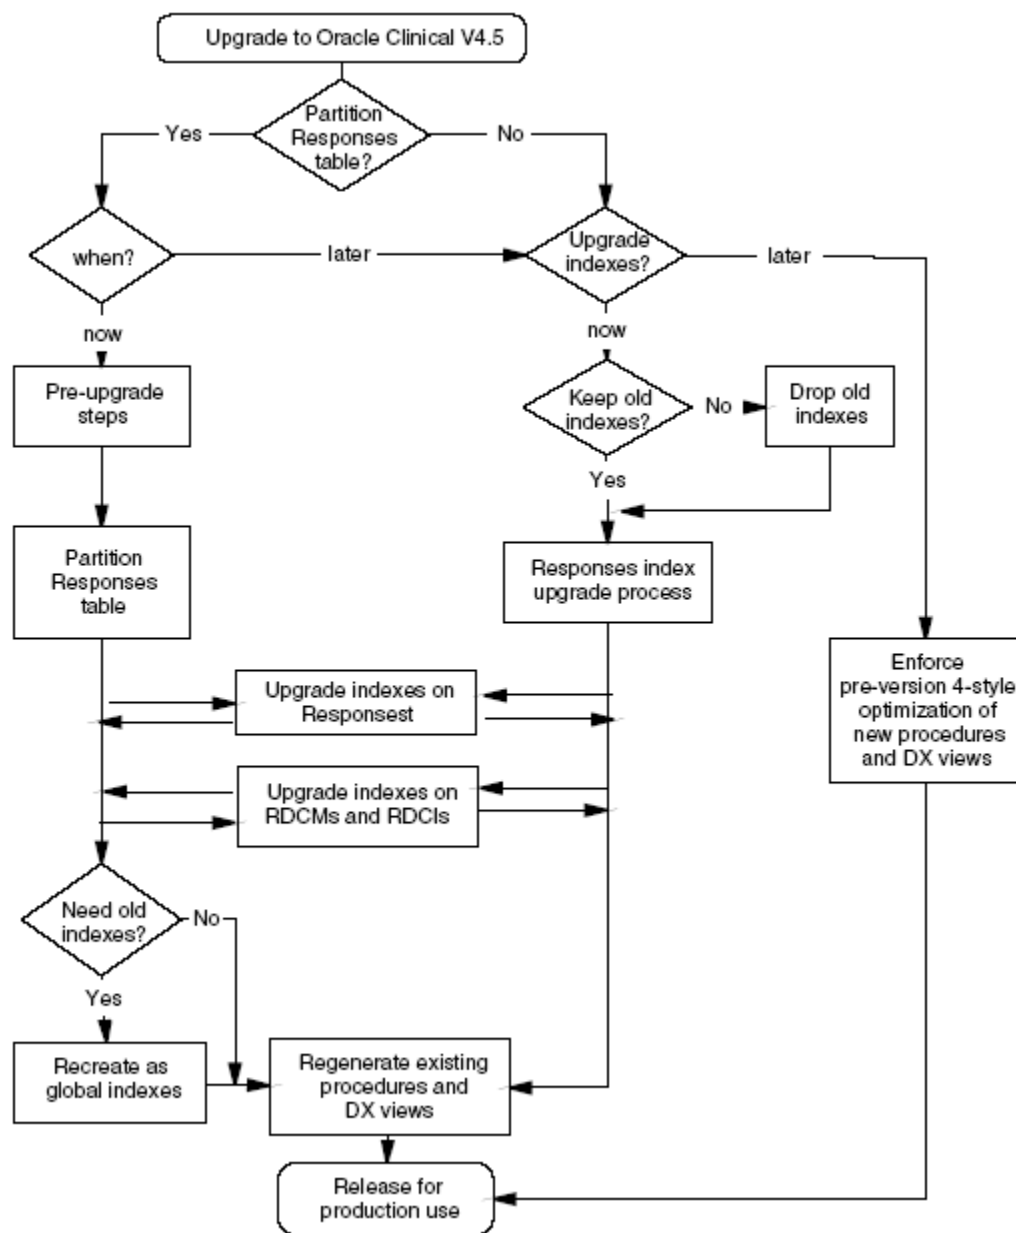 Upgrade to Oracle Clinical V4.5
Partition
Responses
table?
Yes
No
when?
later
Upgrade
indexes?
later
now
now
Pre-upgrade
steps
Keep old
indexes?
No
Drop old
indexes
Yes
Partition
Responses
table
Responses index
upgrade process
Enforce
pre-version 4-style
optimization of
new procedures
and DX views
Upgrade indexes on
Responsest
Upgrade indexes on
RDCMs and RDCIs
Need old
indexes?
No
Yes
Recreate as
global indexes
Regenerate existing
procedures and
DX views
Release for
production use